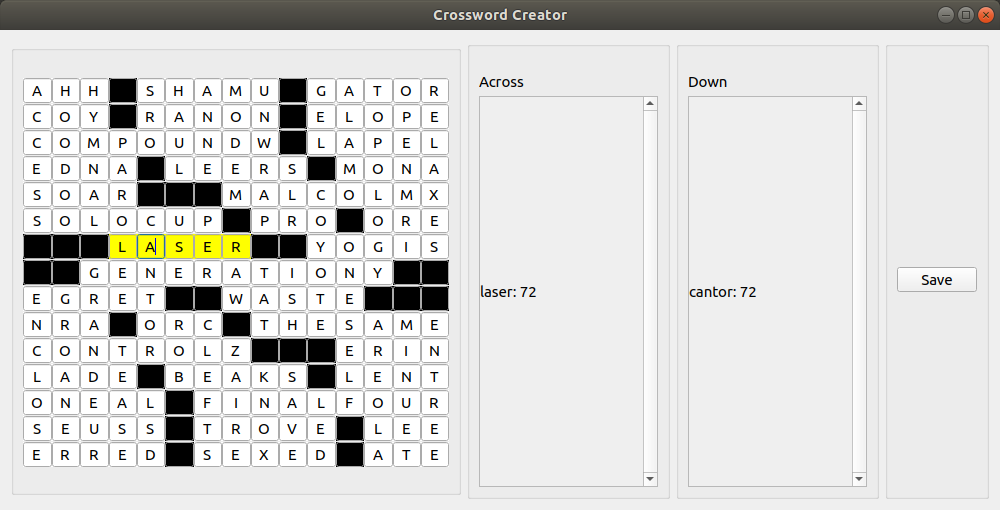 Crossword Creator
Across
Down
A H H S H A M U G A T O R
C O Y R A N O N E L O P E
C O M P O U N D W L A P E L
E D N A L E E R S M O N A
S O A R M A L C O L M X
S O L O C U P P R O O R E
L A S E R Y O G I S
G E N E R A T I O N Y
E G R E T W A S T E
N R A O R C T H E S A M E
C O N T R O L Z E R I N
L A D E B E A K S L E N T
O N E A L F I N A L F O U R
S E U S S T R O V E L E E
E R R E D S E X E D A T E
laser: 72
cantor: 72
Save